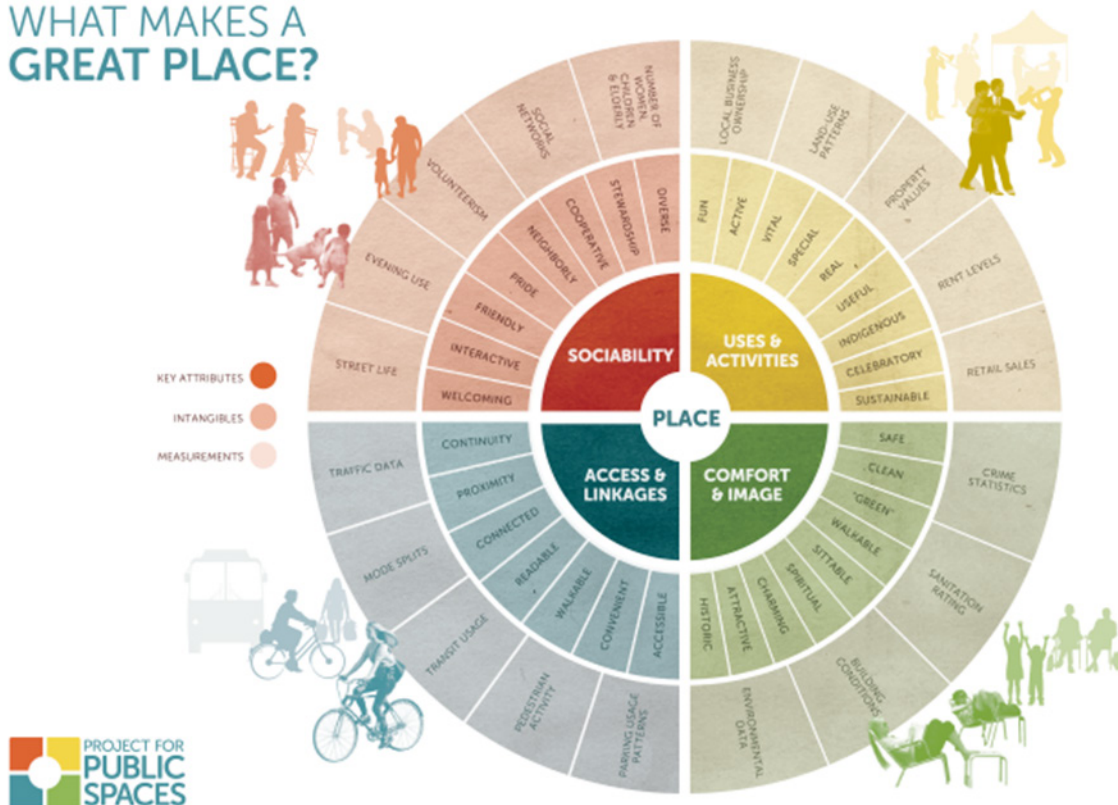 WHAT MAKES A
GREAT PLACE?
KEY ATTRIBUTES
INTANGIBLES
MEASUREMENTS
PLACE
SOCIABILITY
USES &
ACTIVITIES
ACCESS &
LINKAGES
COMFORT
& IMAGE
WELCOMING
INTERACTIVE
FRIENDLY
PRIDE
NEIGHBORLY
COOPERATIVE
STEWARDSHIP
DIVERSE
FUN
ACTIVE
VITAL
SPECIAL
REAL
USEFUL
INDIGENOUS
CELEBRATORY
SUSTAINABLE
SAFE
CLEAN
"GREEN"
WALKABLE
SITTABLE
SPIRITUAL
CHARMING
ATTRACTIVE
HISTORIC
ACCESSIBLE
CONVENIENT
WALKABLE
READABLE
CONNECTED
PROXIMITY
CONTINUITY
STREET LIFE
EVENING USE
VOLUNTEERISM
SOCIAL
NETWORKS
NUMBER OF
WOMEN,
CHILDREN
& ELDERLY
LOCAL BUSINESS
OWNERSHIP
LAND-USE
PATTERNS
PROPERTY
VALUES
RENT LEVELS
RETAIL SALES
CRIME
STATISTICS
SANITATION
RATING
BUILDING
CONDITIONS
ENVIRONMENTAL
DATA
PARKING USAGE
PATTERNS
PEDESTRIAN
ACTIVITY
TRANSIT USAGE
MODE SPLITS
TRAFFIC DATA
PROJECT FOR
PUBLIC
SPACES